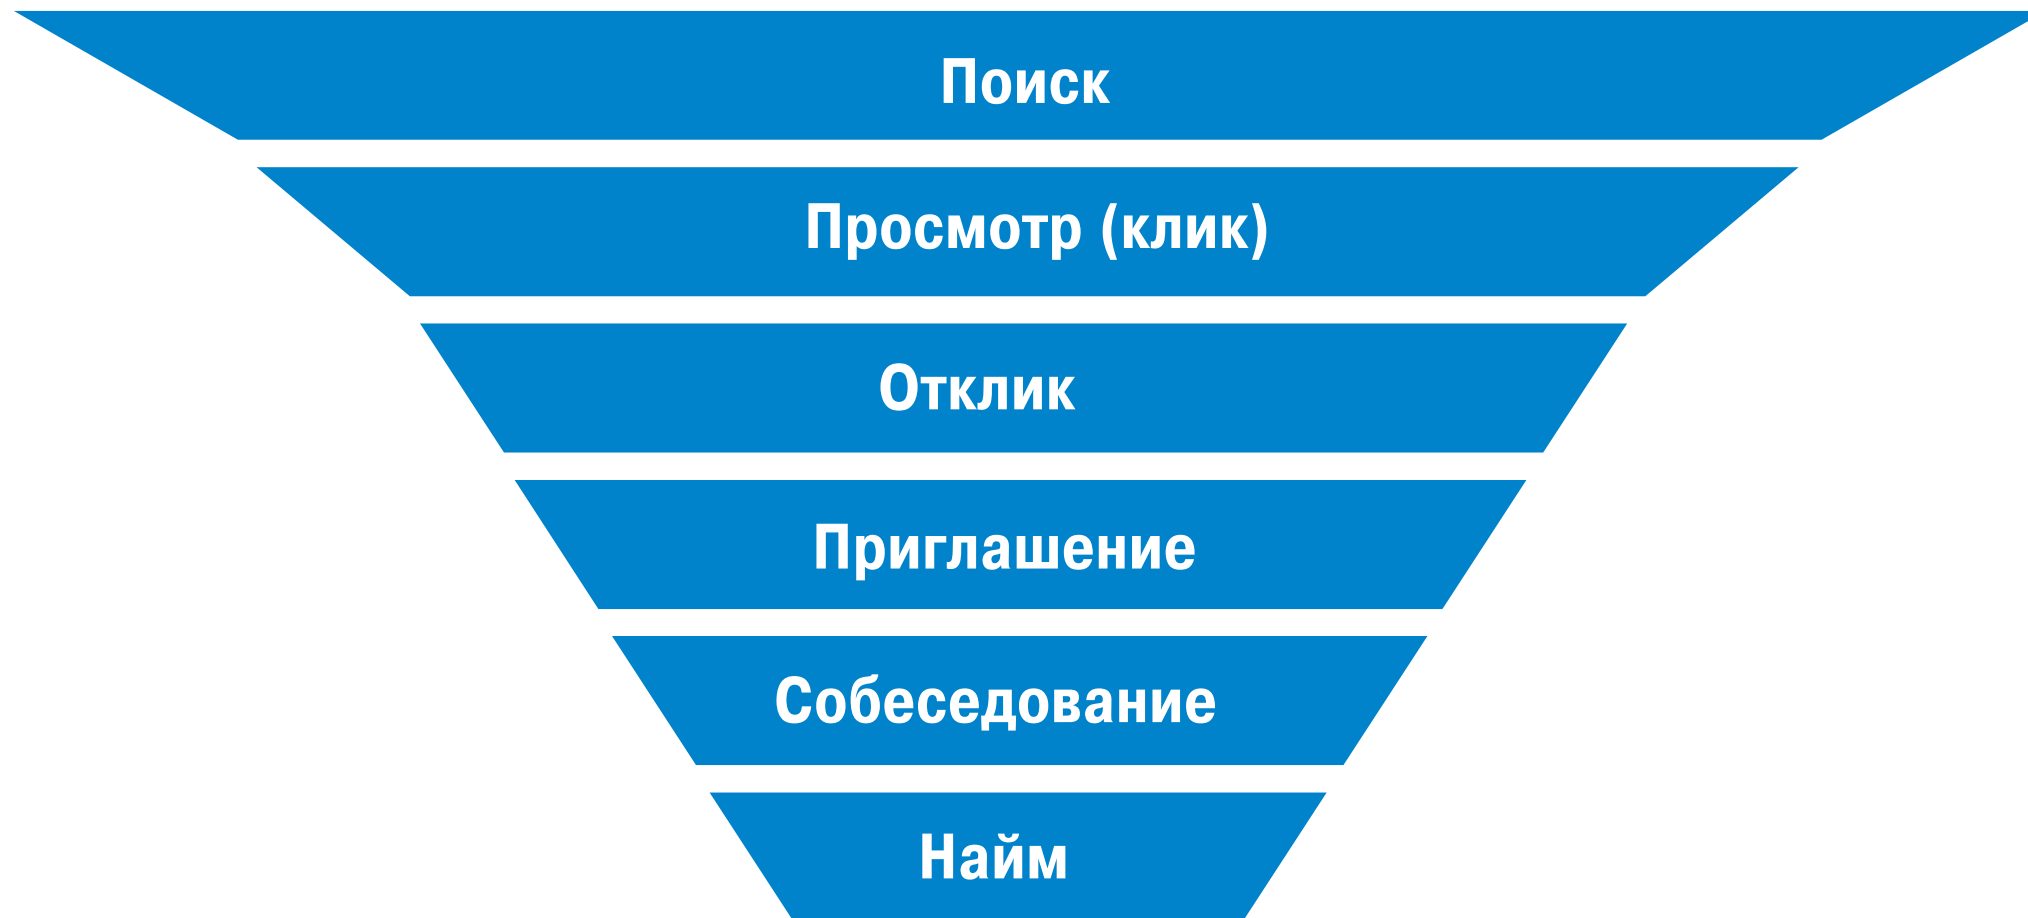 Поиск
Просмотр (клик)
Отклик
Приглашение
Собеседование
Найм